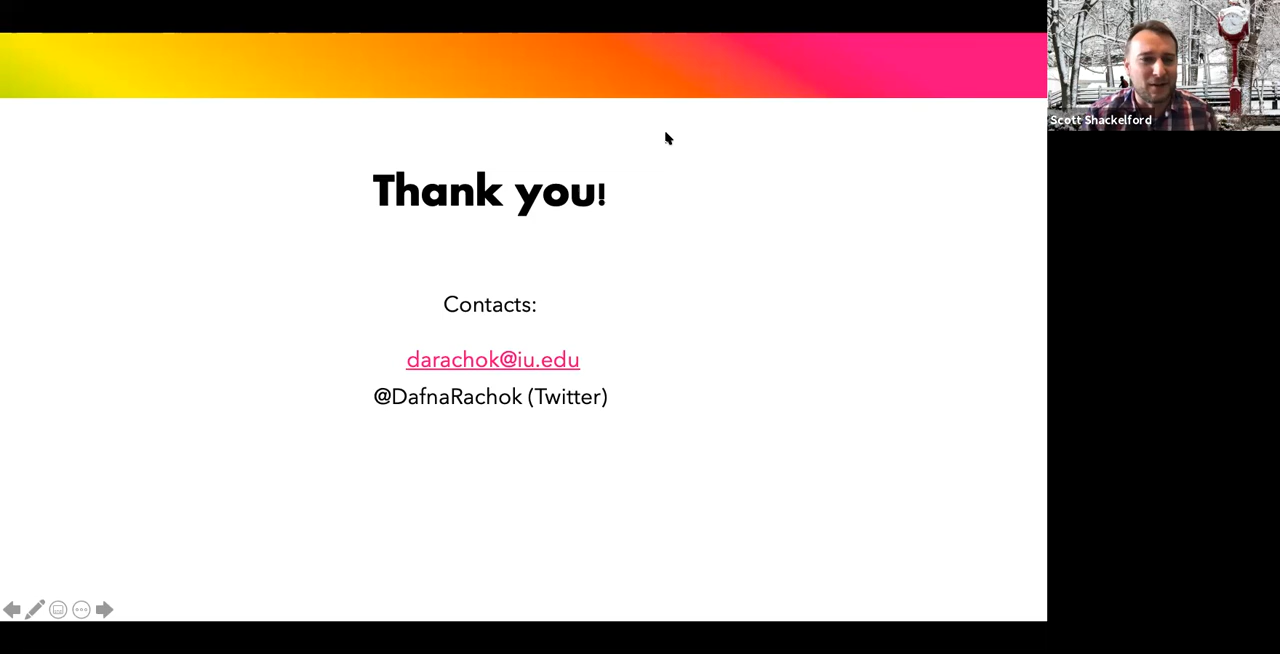 Thank you!
Contacts:
darachok@iu.edu
@DafnaRachok (Twitter)
Scott Shackelford